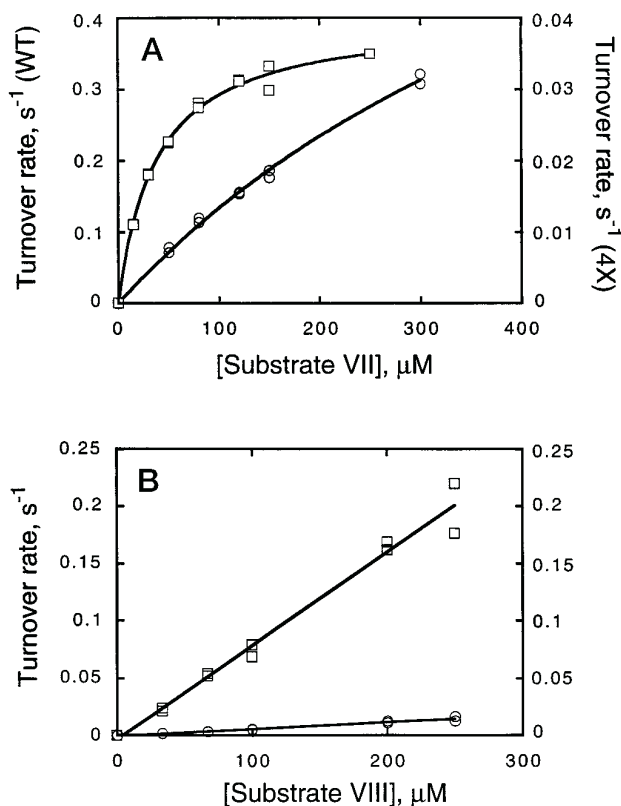 A
Turnover rate, s⁻¹ (WT)
0.4
0.3
0.2
0.1
0
0.04
0.03
0.02
0.01
0
Turnover rate, s⁻¹ (4X)
0 100 200 300 400
[Substrate VII], µM
B
Turnover rate, s⁻¹
0.25
0.2
0.15
0.1
0.05
0
0.25
0.2
0.15
0.1
0.05
0
0 100 200 300
[Substrate VIII], µM